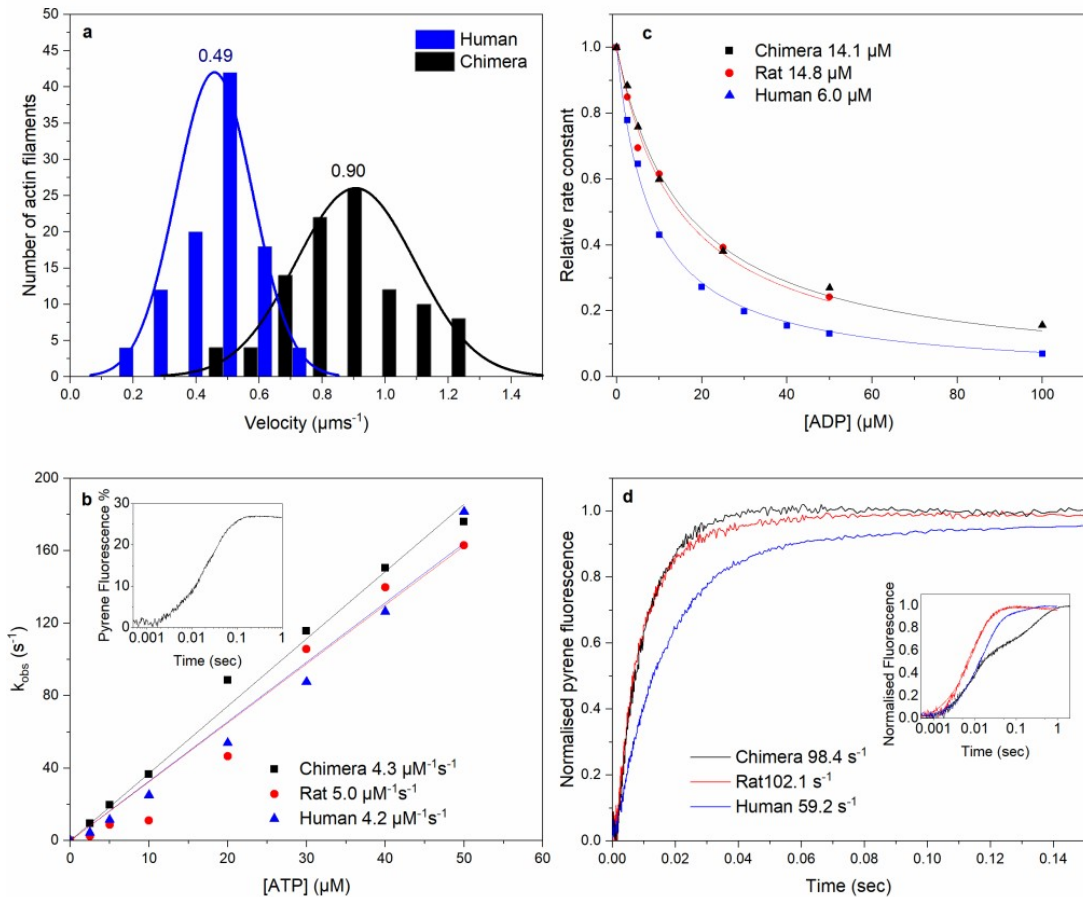 a
Human
Chimera
0.49
0.90
50
45
40
35
30
25
20
15
10
5
0
Number of actin filaments
0.0 0.2 0.4 0.6 0.8 1.0 1.2 1.4
Velocity (µms-1)
c
Chimera 14.1 µM
Rat 14.8 µM
Human 6.0 µM
1.0
0.8
0.6
0.4
0.2
0.0
Relative rate constant
0 20 40 60 80 100
[ADP] (µM)
b
200
160
120
80
40
0
kobs (s-1)
30
20
10
0
Pyrene Fluorescence %
0.001 0.01 0.1 1
Time (sec)
Chimera 4.3 µM-1s-1
Rat 5.0 µM-1s-1
Human 4.2 µM-1s-1
0 10 20 30 40 50 60
[ATP] (µM)
d
1.0
0.8
0.6
0.4
0.2
0.0
Normalised pyrene fluorescence
1.0
0.8
0.6
0.4
0.2
0.0
Normalised Fluorescence
0.001 0.01 0.1 1
Time (sec)
Chimera 98.4 s-1
Rat102.1 s-1
Human 59.2 s-1
0.00 0.02 0.04 0.06 0.08 0.10 0.12 0.14
Time (sec)